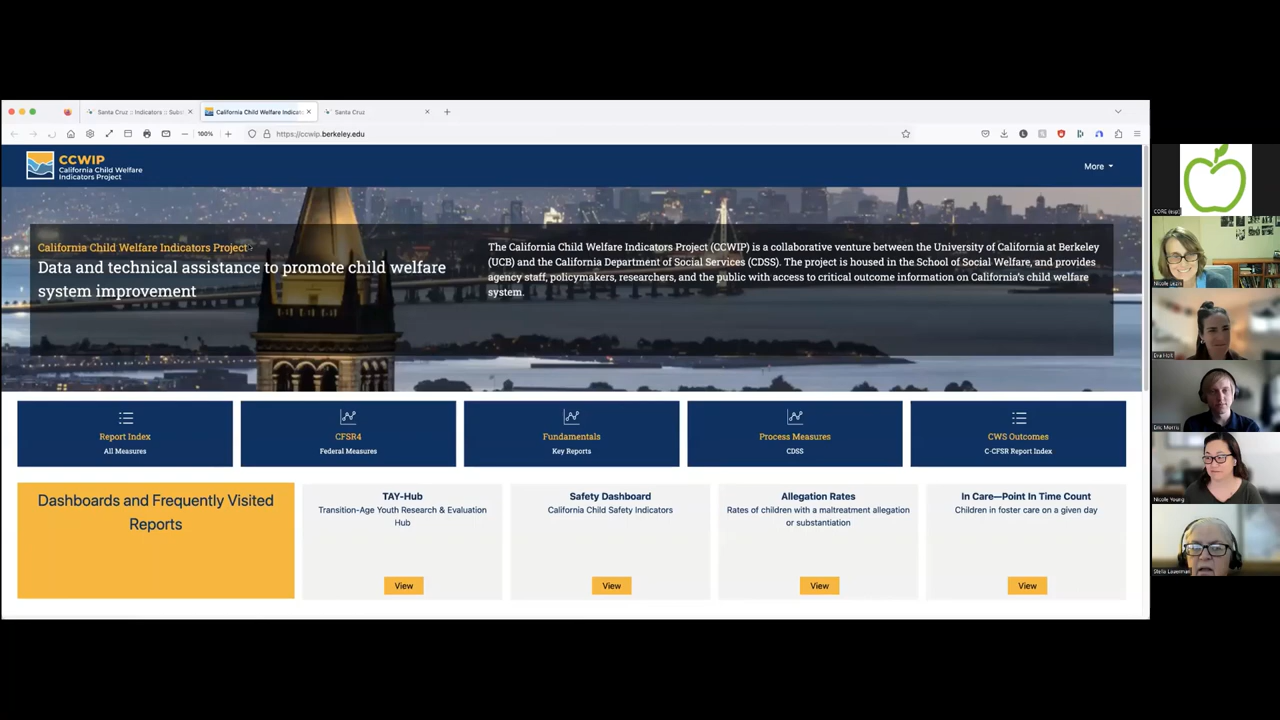 Santa Cruz :: Indicators :: Subst
California Child Welfare Indicato
Santa Cruz
100%
https://ccwip.berkeley.edu
CCWIP
California Child Welfare
Indicators Project
More
California Child Welfare Indicators Project
Data and technical assistance to promote child welfare
system improvement
The California Child Welfare Indicators Project (CCWIP) is a collaborative venture between the University of California at Berkeley
(UCB) and the California Department of Social Services (CDSS). The project is housed in the School of Social Welfare, and provides
agency staff, policymakers, researchers, and the public with access to critical outcome information on California's child welfare
system.
Report Index
All Measures
CFSR4
Federal Measures
Fundamentals
Key Reports
Process Measures
CDSS
CWS Outcomes
C-CFSR Report Index
Dashboards and Frequently Visited
Reports
TAY-Hub
Transition-Age Youth Research & Evaluation
Hub
View
Safety Dashboard
California Child Safety Indicators
View
Allegation Rates
Rates of children with a maltreatment allegation
or substantiation
View
In Care—Point In Time Count
Children in foster care on a given day
View
Nicole Young